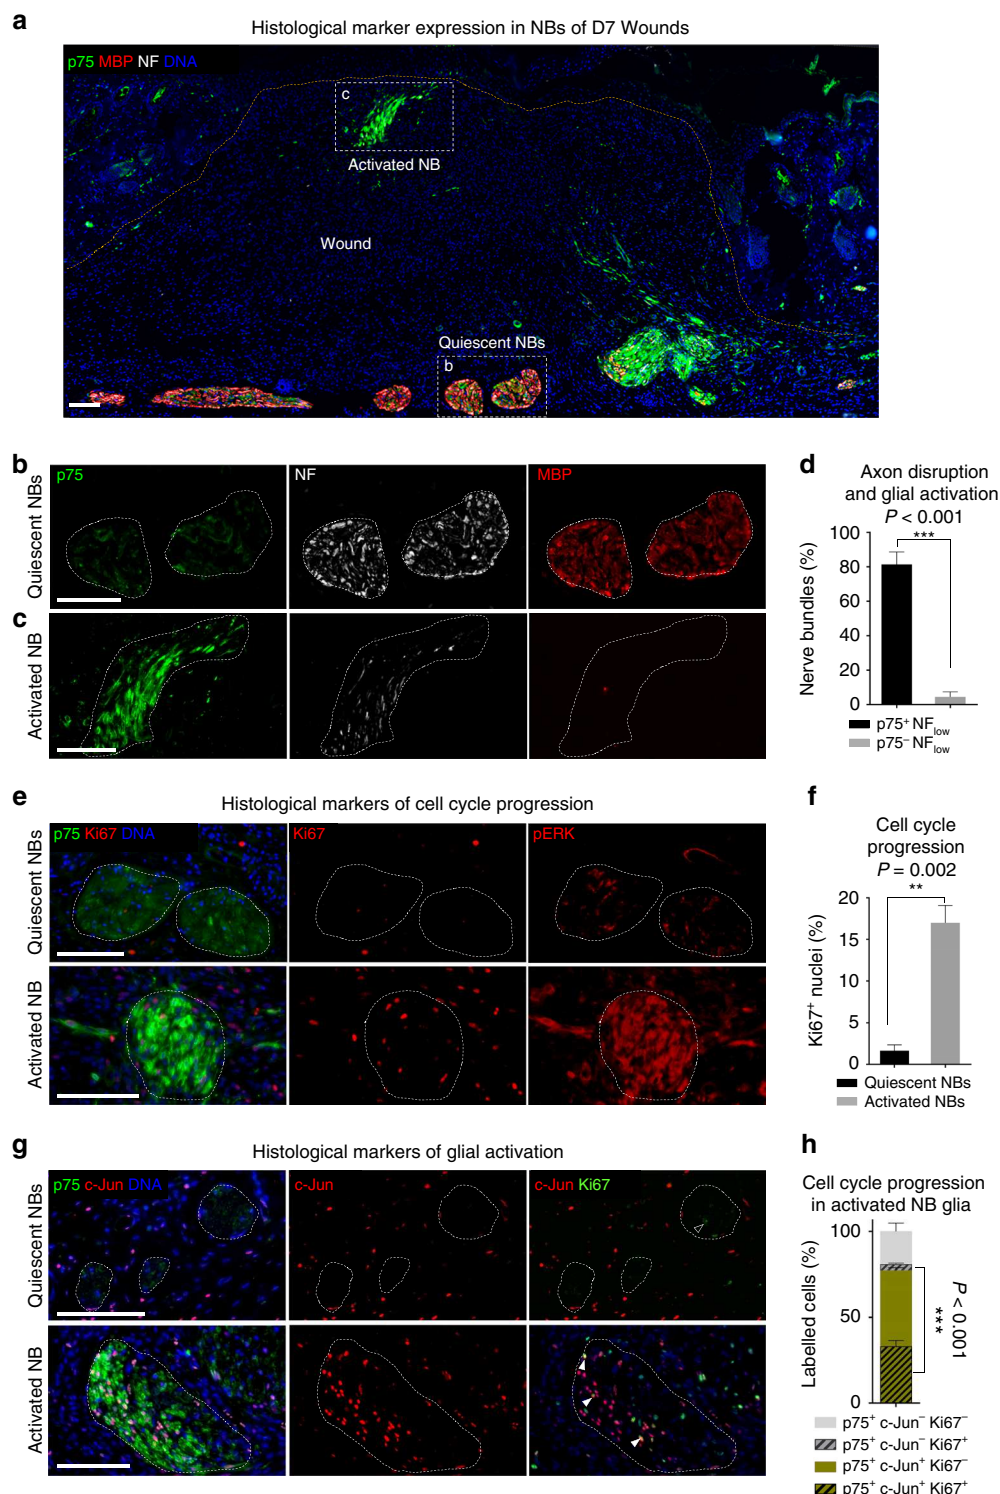 a
Histological marker expression in NBs of D7 Wounds
p75 MBP NF DNA
c
Activated NB
Wound
Quiescent NBs
b
b
Quiescent NBs
p75
NF
MBP
c
Activated NB
d
Axon disruption
and glial activation
P < 0.001
***
Nerve bundles (%)
100
80
60
40
20
0
p75+ NFlow
p75– NFlow
e
Histological markers of cell cycle progression
Quiescent NBs
p75 Ki67 DNA
Ki67
pERK
Activated NB
f
Cell cycle
progression
P = 0.002
**
Ki67+ nuclei (%)
20
15
10
5
0
Quiescent NBs
Activated NBs
g
Histological markers of glial activation
Quiescent NBs
p75 c-Jun DNA
c-Jun
c-Jun Ki67
Activated NB
h
Cell cycle progression
in activated NB glia
Labelled cells (%)
100
50
0
P < 0.001
***
p75+ c-Jun– Ki67–
p75+ c-Jun– Ki67+
p75+ c-Jun+ Ki67–
p75+ c-Jun+ Ki67+